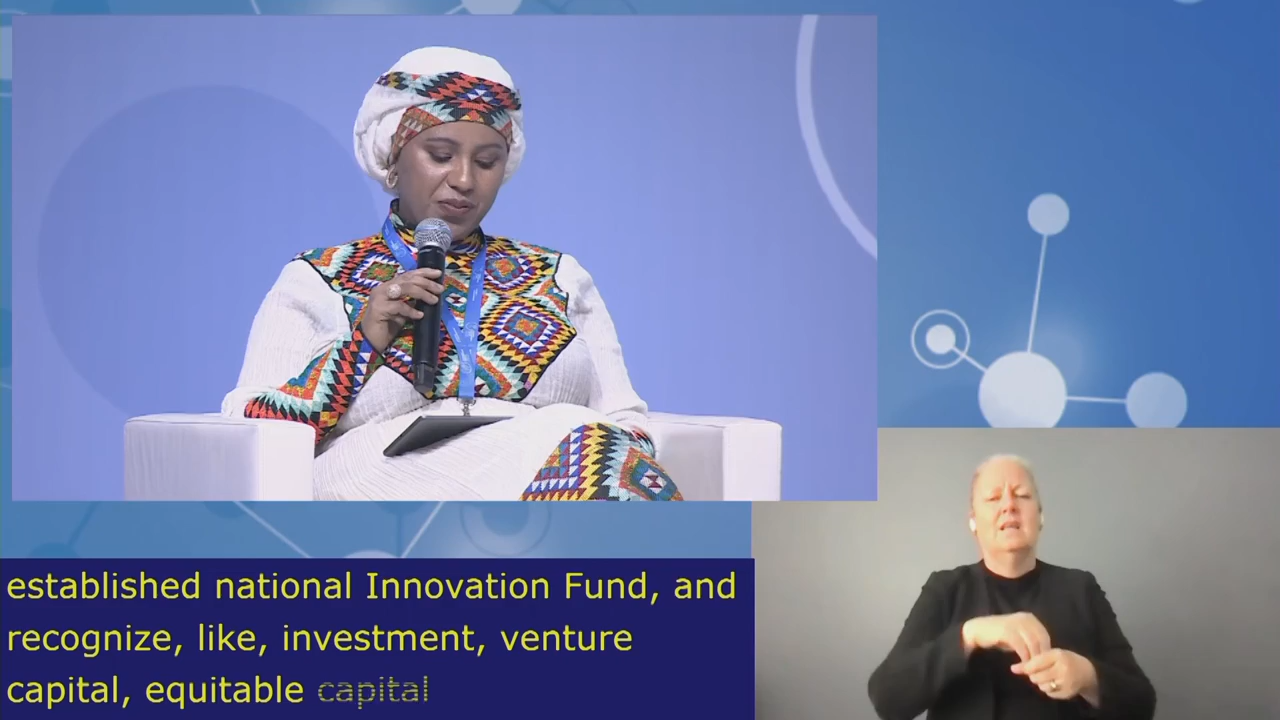 established national Innovation Fund, and
recognize, like, investment, venture
capital, equitable capital